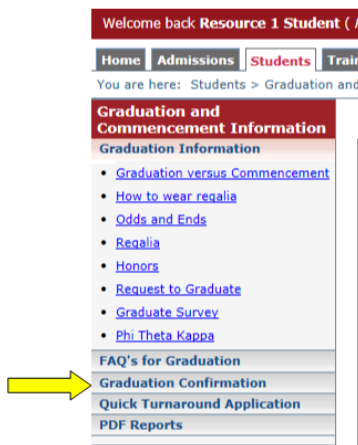 Welcome back Resource 1 Student (
Home Admissions Students Train
You are here: Students > Graduation and
Graduation and
Commencement Information
Graduation Information
Graduation versus Commencement
How to wear regalia
Odds and Ends
Regalia
Honors
Request to Graduate
Graduate Survey
Phi Theta Kappa
FAQ's for Graduation
Graduation Confirmation
Quick Turnaround Application
PDF Reports